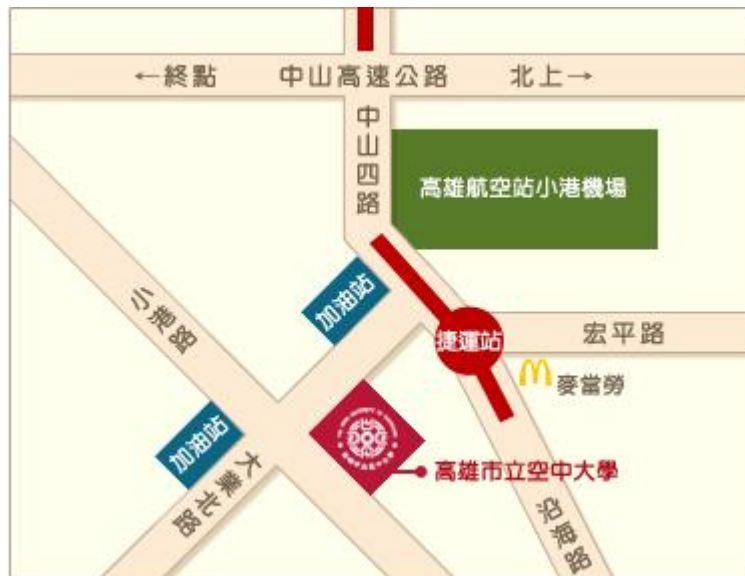 ←終點
中山高速公路
北上→
中山四路
高雄航空站小港機場
小港路
加油站
捷運站
宏平路
麥當勞
加油站
大業北路
高雄市立空中大學
沿海路